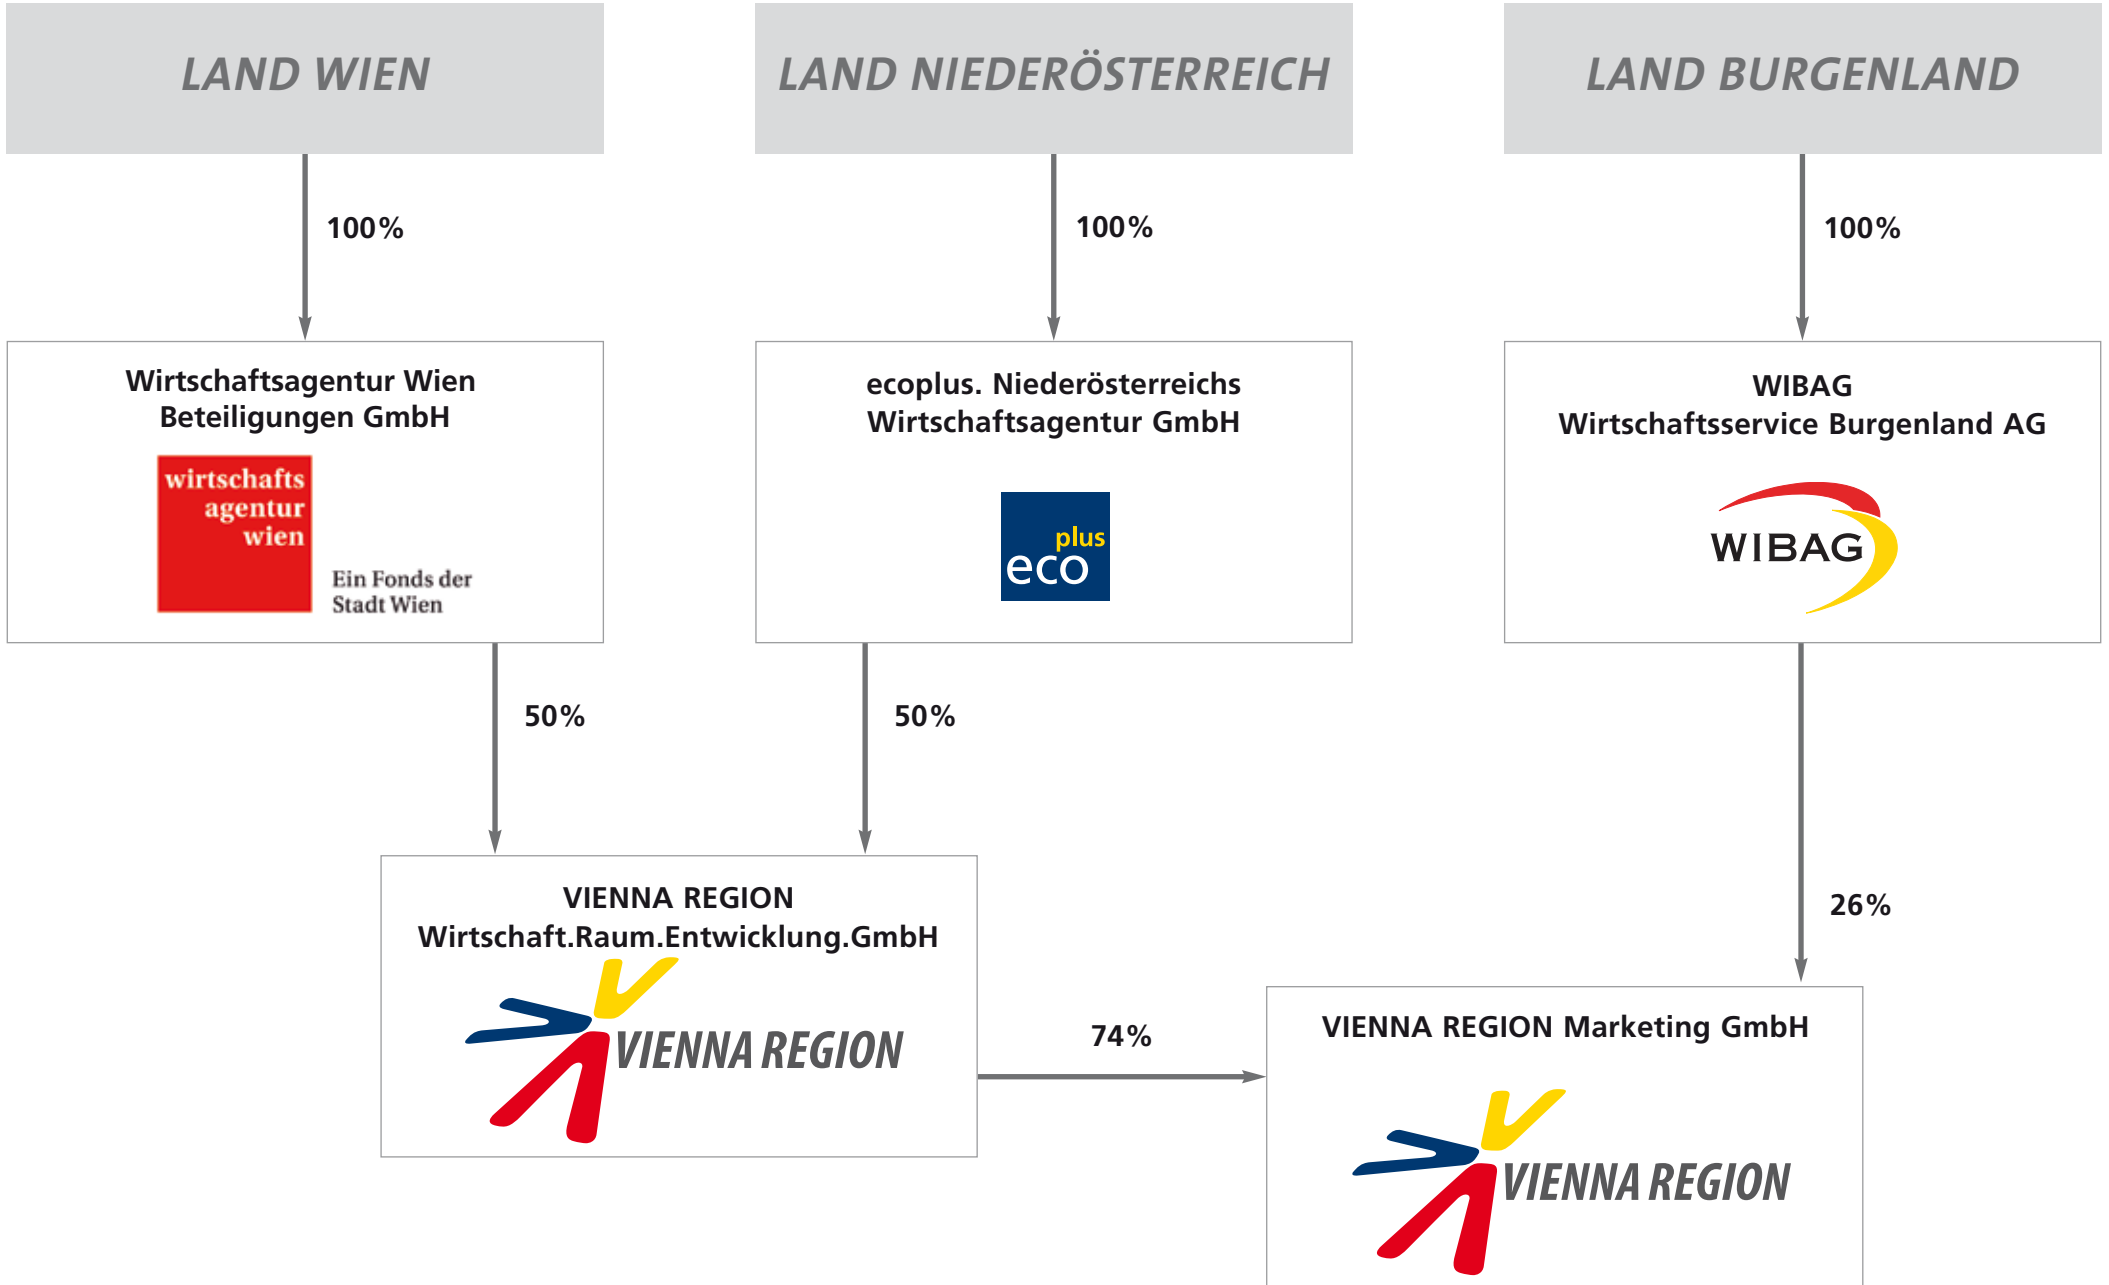 LAND WIEN
LAND NIEDERÖSTERREICH
LAND BURGENLAND
100%
100%
100%
Wirtschaftsagentur Wien
Beteiligungen GmbH
wirtschafts
agentur
wien
Ein Fonds der
Stadt Wien
ecoplus. Niederösterreichs
Wirtschaftsagentur GmbH
plus
eco
WIBAG
Wirtschaftsservice Burgenland AG
WIBAG
50%
50%
26%
VIENNA REGION
Wirtschaft.Raum.Entwicklung.GmbH
VIENNA REGION
74%
VIENNA REGION Marketing GmbH
VIENNA REGION